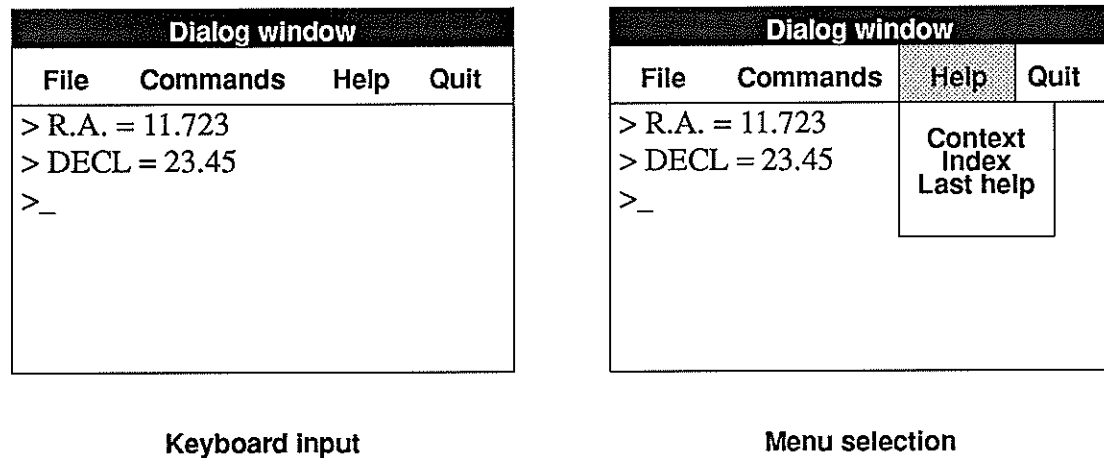 Dialog window
File Commands Help Quit
> R.A. = 11.723
> DECL = 23.45
>_
Keyboard input
Dialog window
File Commands Help Quit
> R.A. = 11.723
> DECL = 23.45
>_
Context
Index
Last help
Menu selection